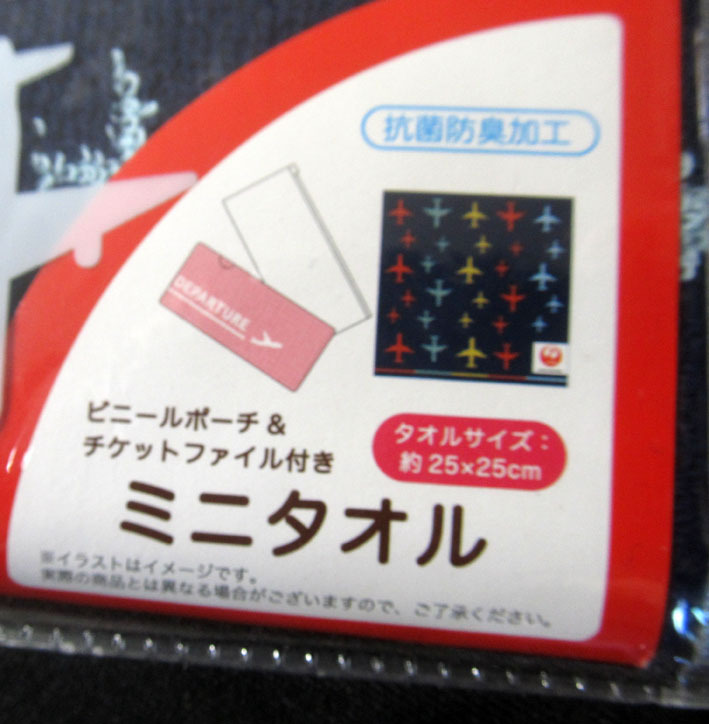 抗菌防臭加工
DEPARTURE
ビニールポーチ&
チケットファイル付き
タオルサイズ:
約25×25cm
ミニタオル
※イラストはイメージです。
実際の商品とは異なる場合がございますので、ご了承ください。